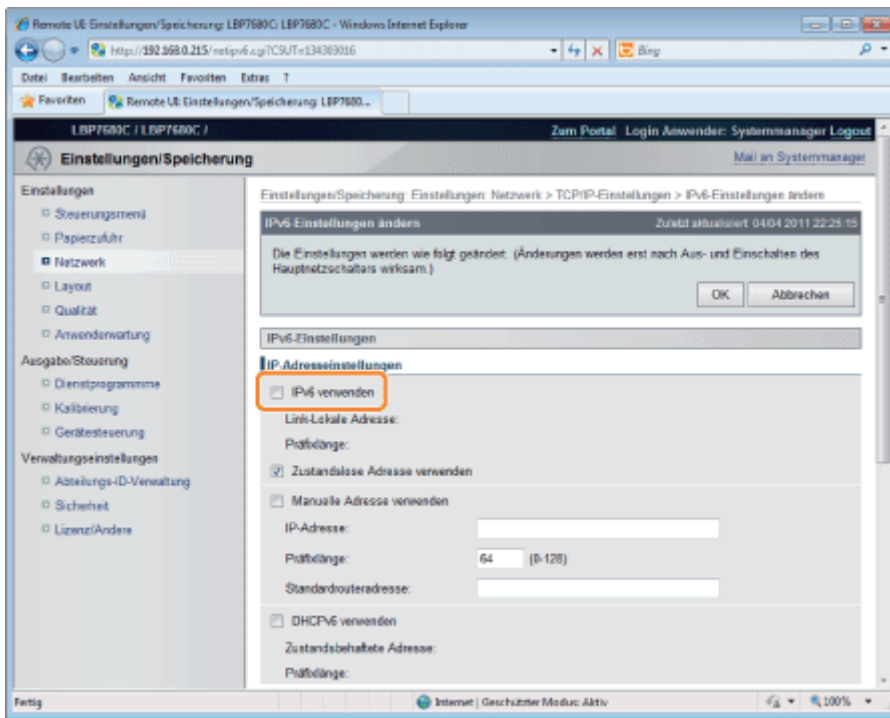 Remote UI: Einstellungen/Speicherung: LBP7680C: LBP7680C - Windows Internet Explorer
http://192.168.0.215/netipv6.cgi?CSUT=134303016
Bing
Datei Bearbeiten Ansicht Favoriten Extras ?
Favoriten Remote UI: Einstellungen/Speicherung: LBP7680...
LBP7680C / LBP7680C / Zum Portal Login Anwender: Systemmanager Logout
Einstellungen/Speicherung Mail an Systemmanager
Einstellungen
Steuerungsmenü
Papierzufuhr
Netzwerk
Layout
Qualität
Anwenderwartung
Ausgabe/Steuerung
Dienstprogramme
Kalibrierung
Gerätesteuerung
Verwaltungseinstellungen
Abteilungs-ID-Verwaltung
Sicherheit
Lizenz/Andere
Einstellungen/Speicherung: Einstellungen: Netzwerk > TCP/IP-Einstellungen > IPv6-Einstellungen ändern
IPv6-Einstellungen ändern Zuletzt aktualisiert: 04/04 2011 22:25:15
Die Einstellungen werden wie folgt geändert. (Änderungen werden erst nach Aus- und Einschalten des
Hauptnetzschalters wirksam.)
OK Abbrechen
IPv6-Einstellungen
IP-Adresseinstellungen
IPv6 verwenden
Link-Lokale Adresse:
Präfixlänge:
Zustandslose Adresse verwenden
Manuelle Adresse verwenden
IP-Adresse:
Präfixlänge: 64 (0-128)
Standardrouteradresse:
DHCPv6 verwenden
Zustandsbehaftete Adresse:
Präfixlänge:
Fertig Internet | Geschützter Modus: Aktiv 100%